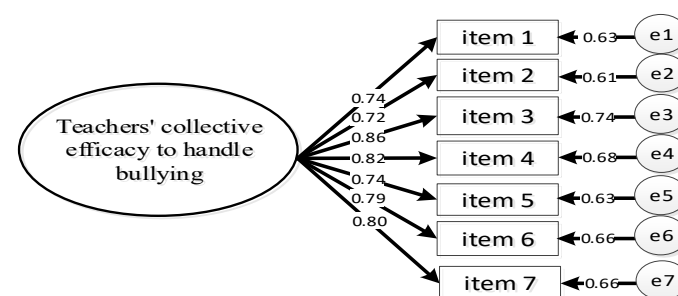 Teachers' collective
efficacy to handle
bullying
0.74
0.72
0.86
0.82
0.74
0.79
0.80
item 1
0.63
e1
item 2
0.61
e2
item 3
0.74
e3
item 4
0.68
e4
item 5
0.63
e5
item 6
0.66
e6
item 7
0.66
e7